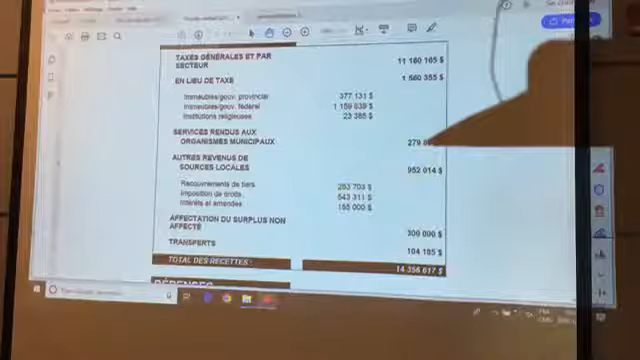 TAXES GÉNÉRALES ET PAR
SECTEUR 11 160 165 $
EN LIEU DE TAXE 1 560 355 $
Immeubles/gouv. provincial 377 131 $
Immeubles/gouv. fédéral 1 159 839 $
Institutions religieuses 23 385 $
SERVICES RENDUS AUX
ORGANISMES MUNICIPAUX 279
AUTRES REVENUS DE
SOURCES LOCALES 952 014 $
Recouvrements de tiers 253 703 $
Imposition de droits 543 311 $
Intérêts et amendes 155 000 $
AFFECTATION DU SURPLUS NON
AFFECTÉ 300 000 $
TRANSFERTS 104 185 $
TOTAL DES RECETTES : 14 356 617 $
DÉPENSES